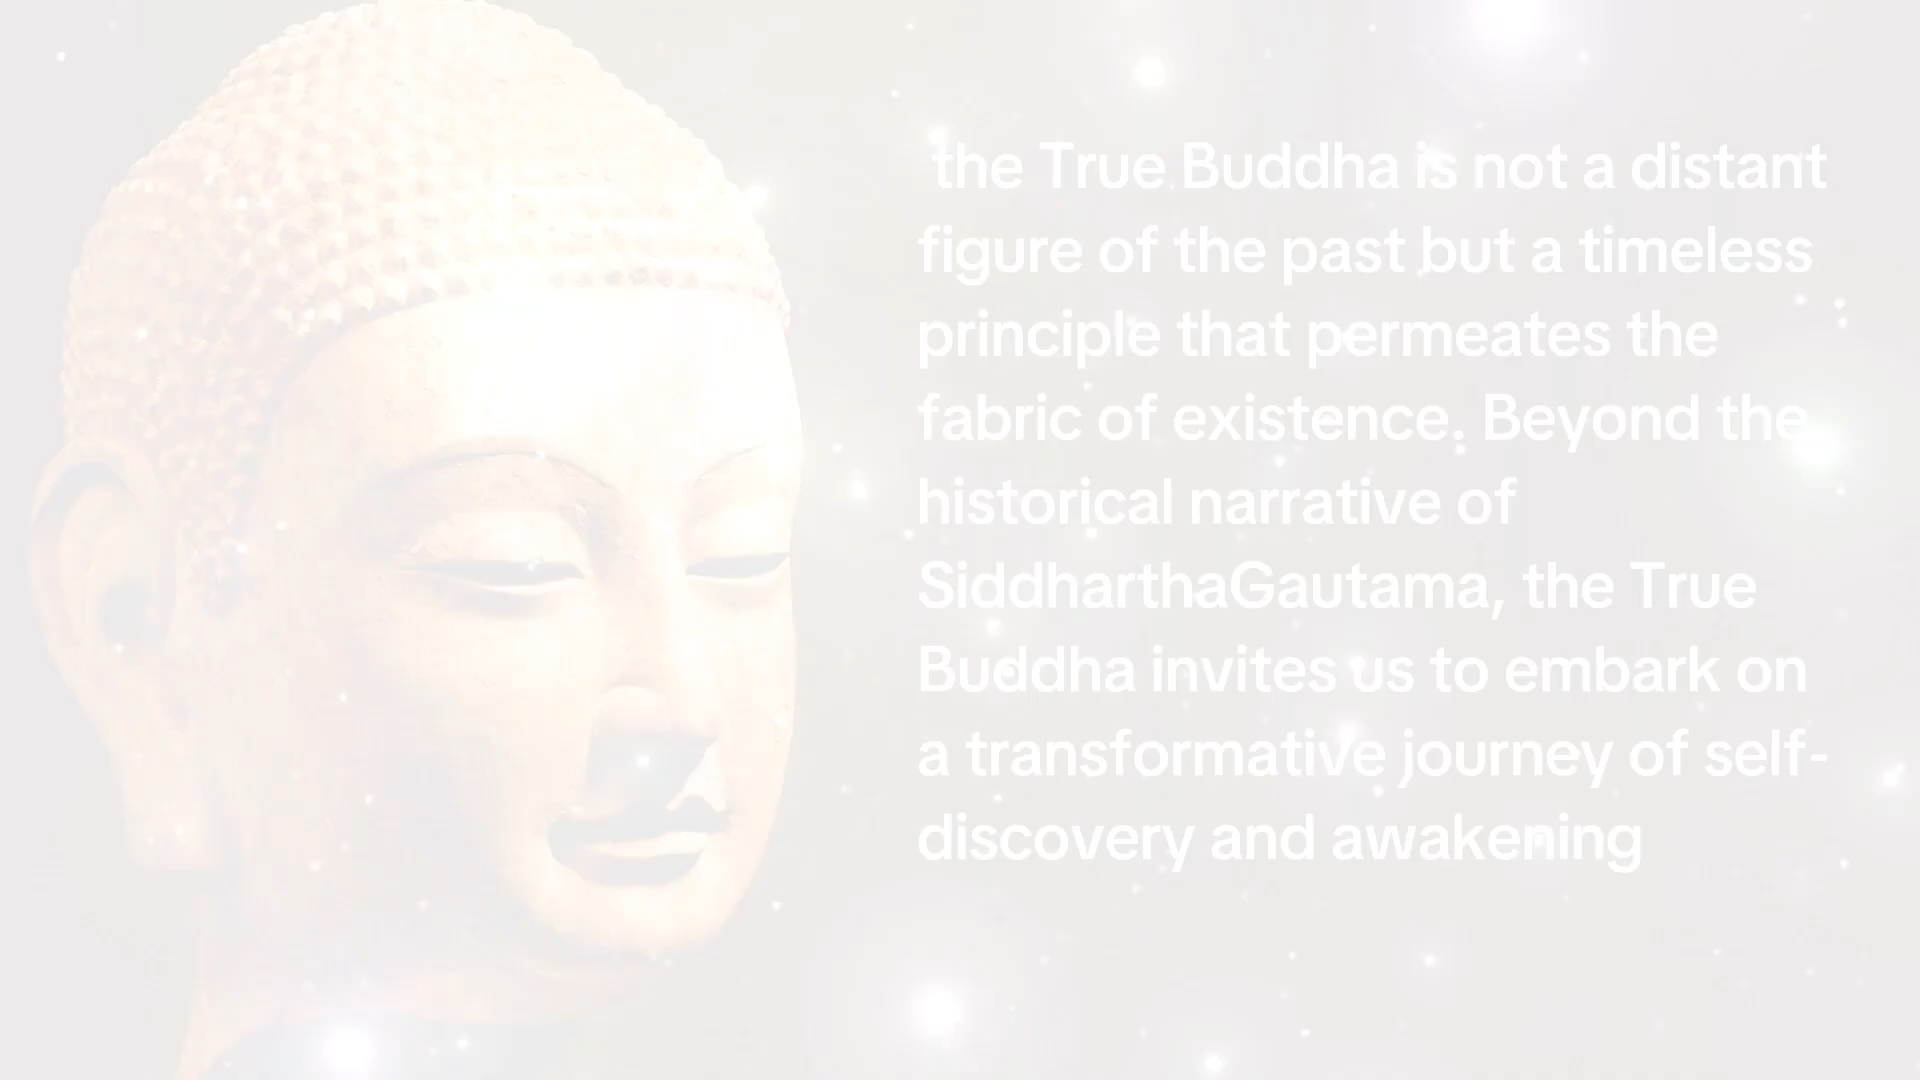 the True Buddha is not a distant
figure of the past but a timeless
principle that permeates the
fabric of existence. Beyond the
historical narrative of
SiddharthaGautama, the True
Buddha invites us to embark on
a transformative journey of self-
discovery and awakening